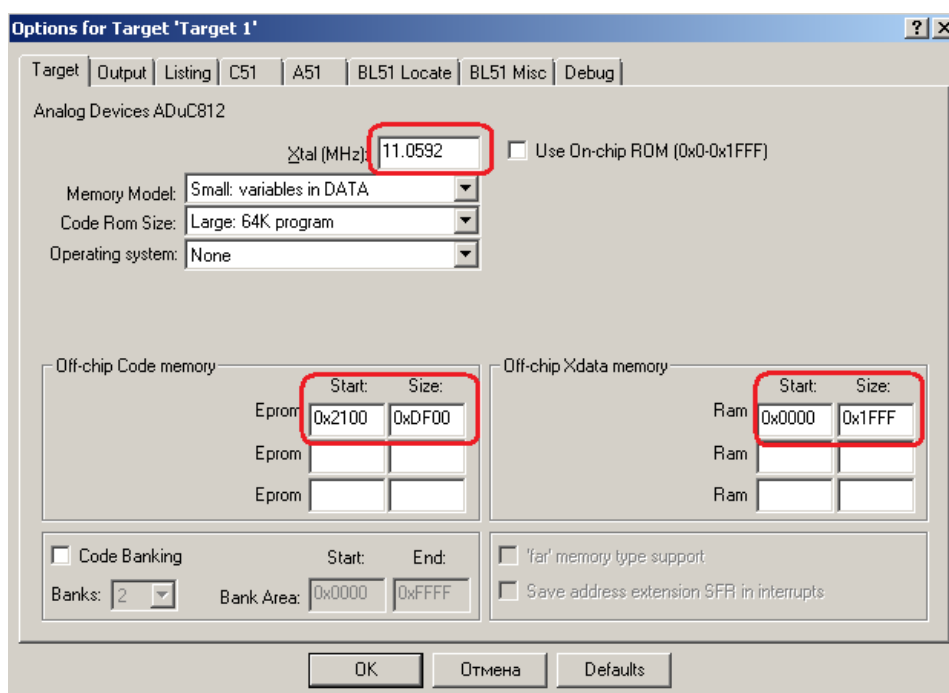 Options for Target 'Target 1'
Target Output Listing C51 A51 BL51 Locate BL51 Misc Debug
Analog Devices ADuC812
Xtal (MHz): 11.0592 Use On-chip ROM (0x0-0x1FFF)
Memory Model: Small: variables in DATA
Code Rom Size: Large: 64K program
Operating system: None
Off-chip Code memory
Start: Size:
Eprom 0x2100 0xDF00
Eprom
Eprom
Off-chip Xdata memory
Start: Size:
Ram 0x0000 0x1FFF
Ram
Ram
Code Banking Start: End:
Banks: 2 Bank Area: 0x0000 0xFFFF
'far' memory type support
Save address extension SFR in interrupts
OK Отмена Defaults